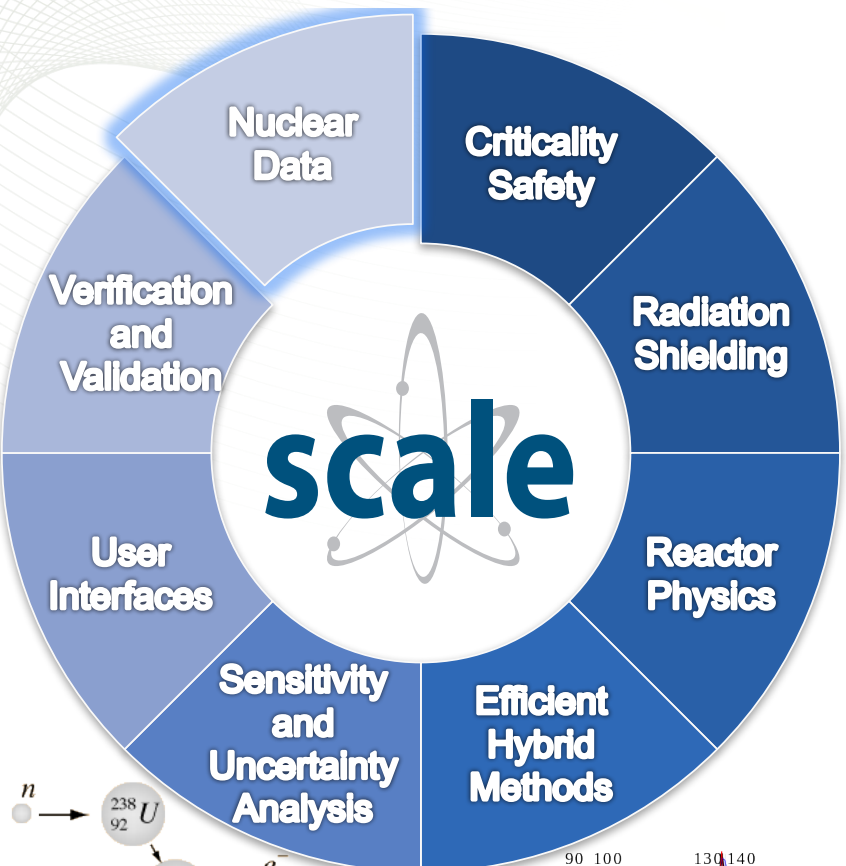 Nuclear
Data
Criticality
Safety
Radiation
Shielding
Reactor
Physics
Efficient
Hybrid
Methods
Sensitivity
and
Uncertainty
Analysis
User
Interfaces
Verification
and
Validation
scale
n
238
92 U
e−
90 100
130 140